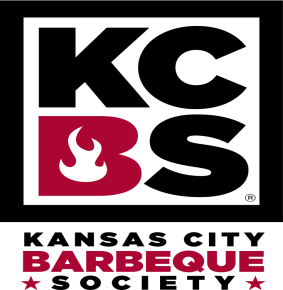 KC
BS®
KANSAS CITY
BARBEQUE
★ SOCIETY ★